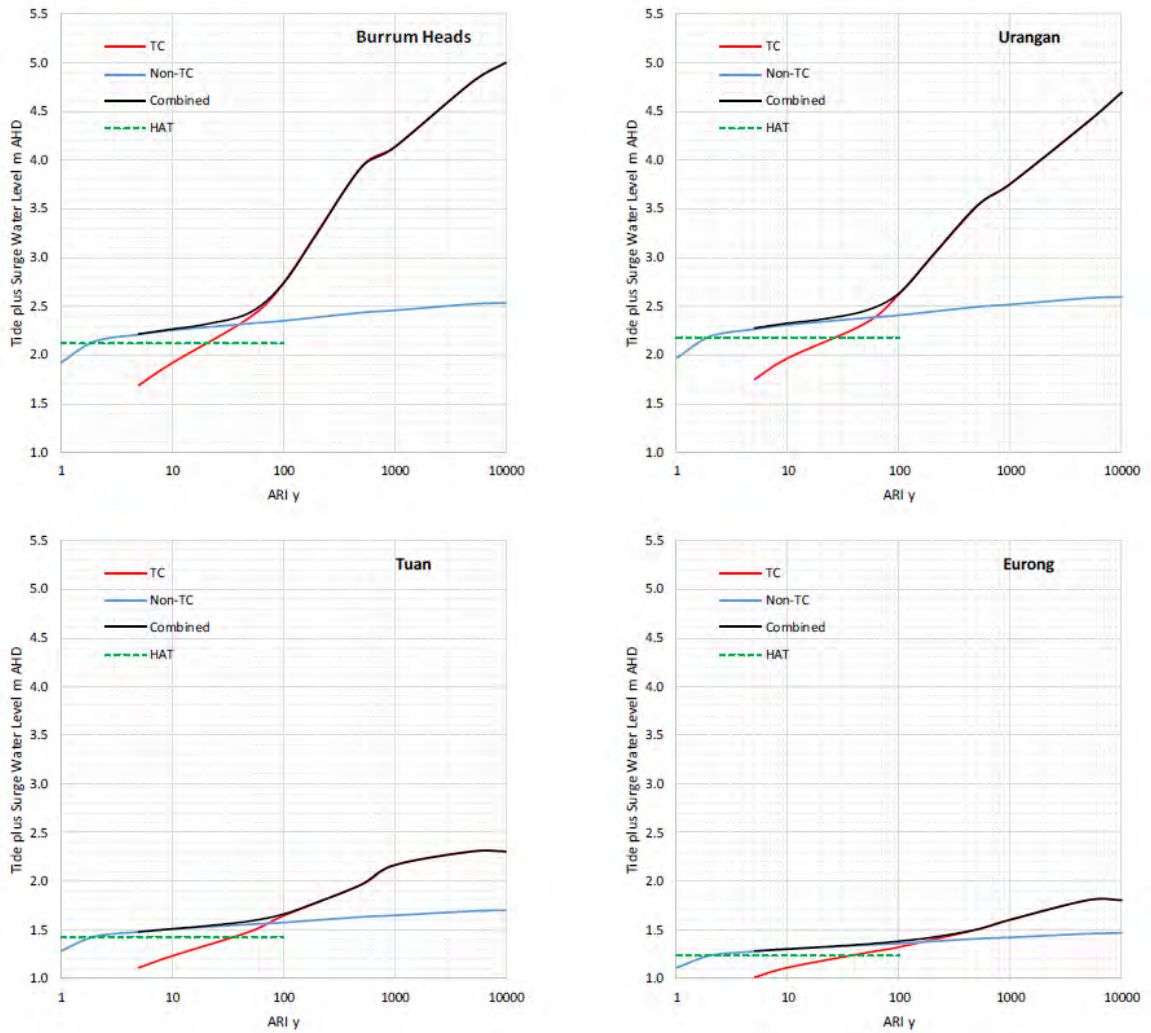 Burrum Heads
TC
Non-TC
Combined
HAT
Tide plus Surge Water Level m AHD
5.5
5.0
4.5
4.0
3.5
3.0
2.5
2.0
1.5
1.0
1
10
100
1000
10000
ARI y
Urangan
TC
Non-TC
Combined
HAT
Tide plus Surge Water Level m AHD
5.5
5.0
4.5
4.0
3.5
3.0
2.5
2.0
1.5
1.0
1
10
100
1000
10000
ARI y
Tuan
TC
Non-TC
Combined
HAT
Tide plus Surge Water Level m AHD
5.5
5.0
4.5
4.0
3.5
3.0
2.5
2.0
1.5
1.0
1
10
100
1000
10000
ARI y
Eurong
TC
Non-TC
Combined
HAT
Tide plus Surge Water Level m AHD
5.5
5.0
4.5
4.0
3.5
3.0
2.5
2.0
1.5
1.0
1
10
100
1000
10000
ARI y